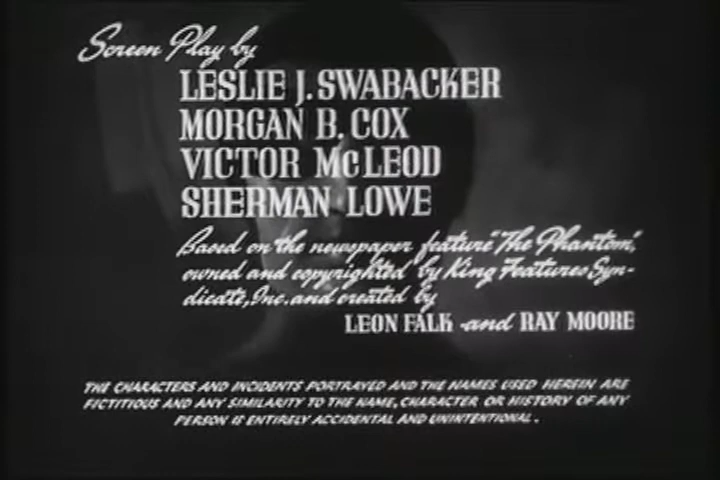 Screen Play by
LESLIE J. SWABACKER
MORGAN B. COX
VICTOR McLEOD
SHERMAN LOWE
Based on the newspaper feature "The Phantom",
owned and copyrighted by King Features Syn-
dicate, Inc. and created by
LEON FALK and RAY MOORE
THE CHARACTERS AND INCIDENTS PORTRAYED AND THE NAMES USED HEREIN ARE
FICTITIOUS AND ANY SIMILARITY TO THE NAME, CHARACTER OR HISTORY OF ANY
PERSON IS ENTIRELY ACCIDENTAL AND UNINTENTIONAL.